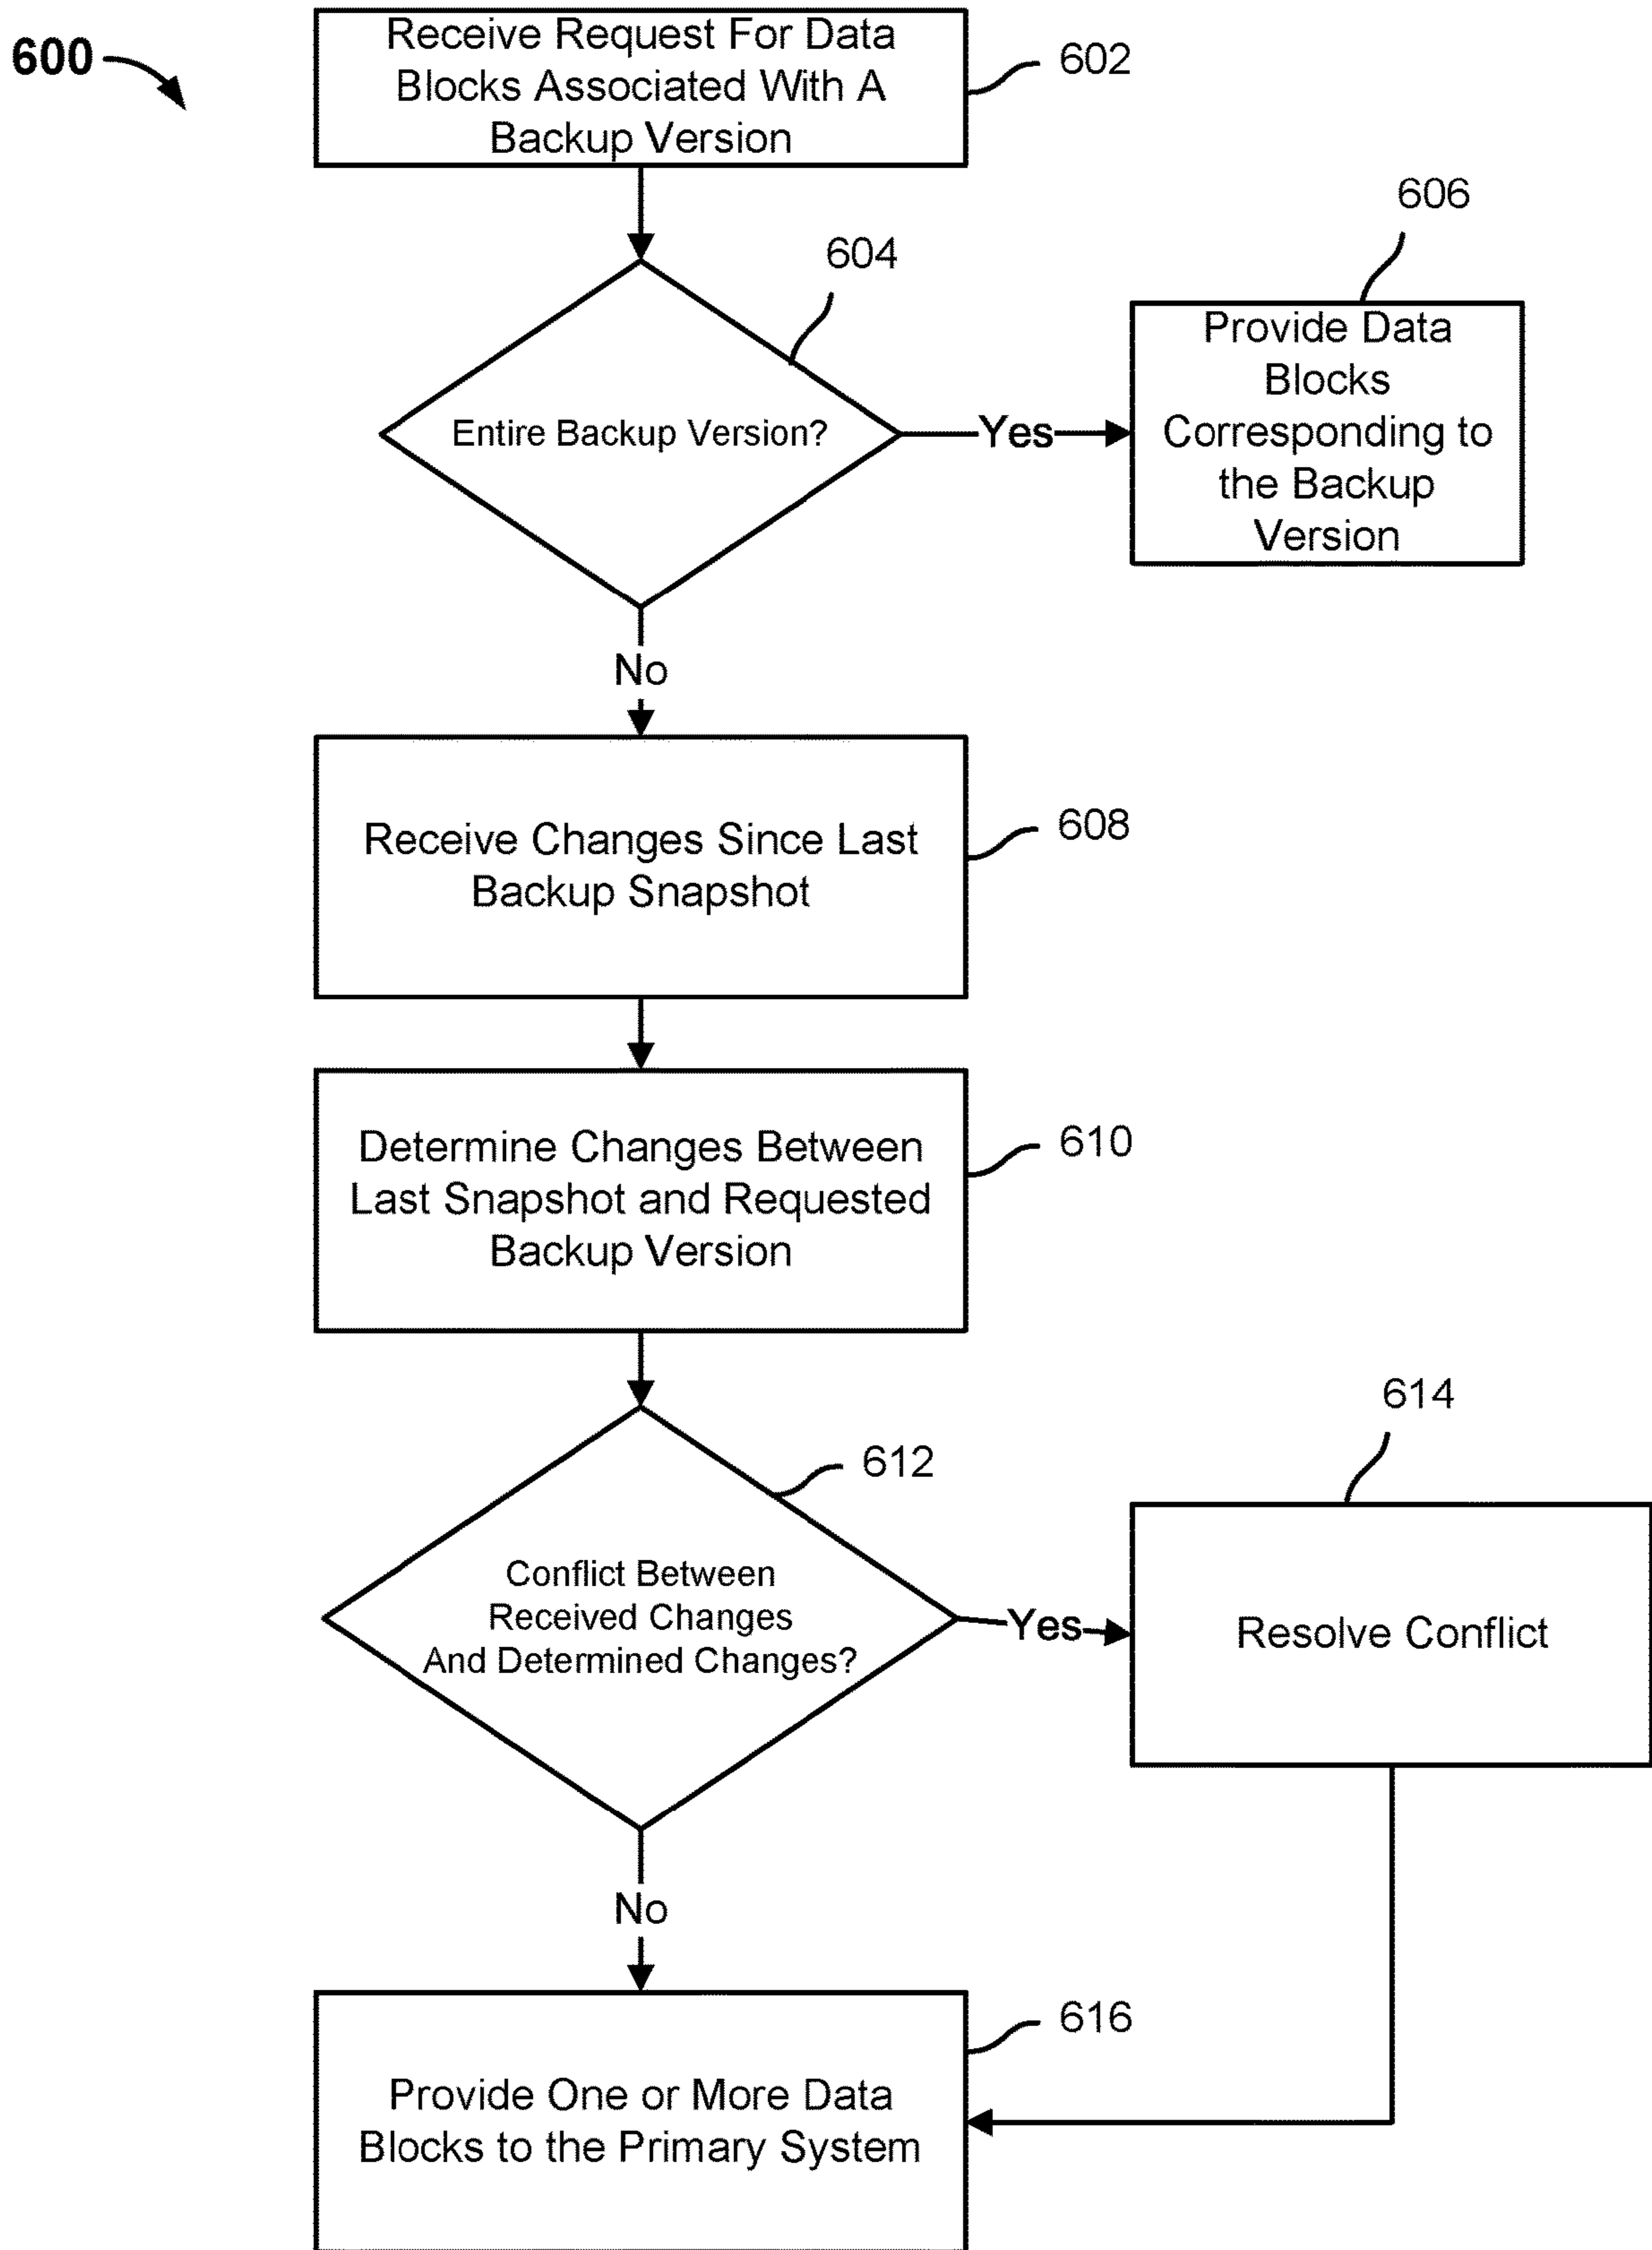 600
Receive Request For Data
Blocks Associated With A
Backup Version
602
604
Entire Backup Version?
Yes
606
Provide Data
Blocks
Corresponding to
the Backup
Version
No
Receive Changes Since Last
Backup Snapshot
608
Determine Changes Between
Last Snapshot and Requested
Backup Version
610
612
Conflict Between
Received Changes
And Determined Changes?
Yes
614
Resolve Conflict
No
616
Provide One or More Data
Blocks to the Primary System